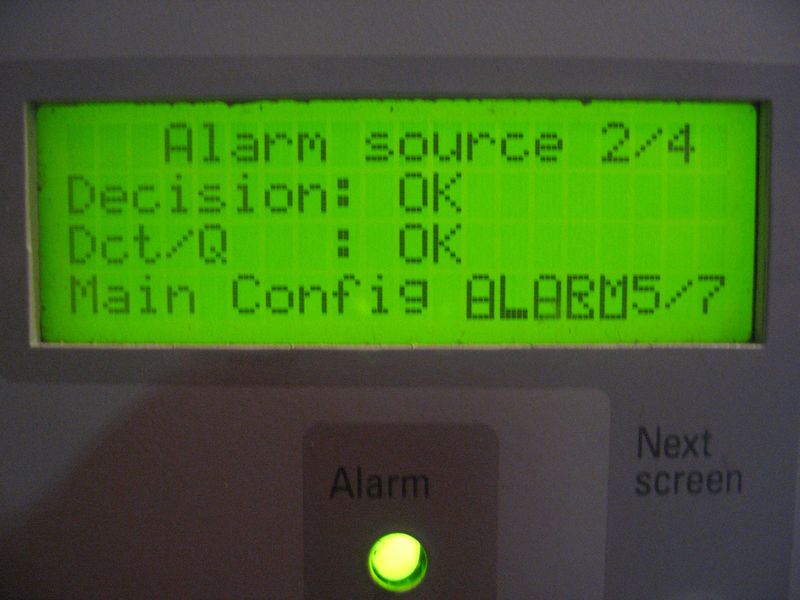 Alarm source 2/4
Decision: OK
Dct/Q : OK
Main Config ALARM5/7
Alarm
Next
screen